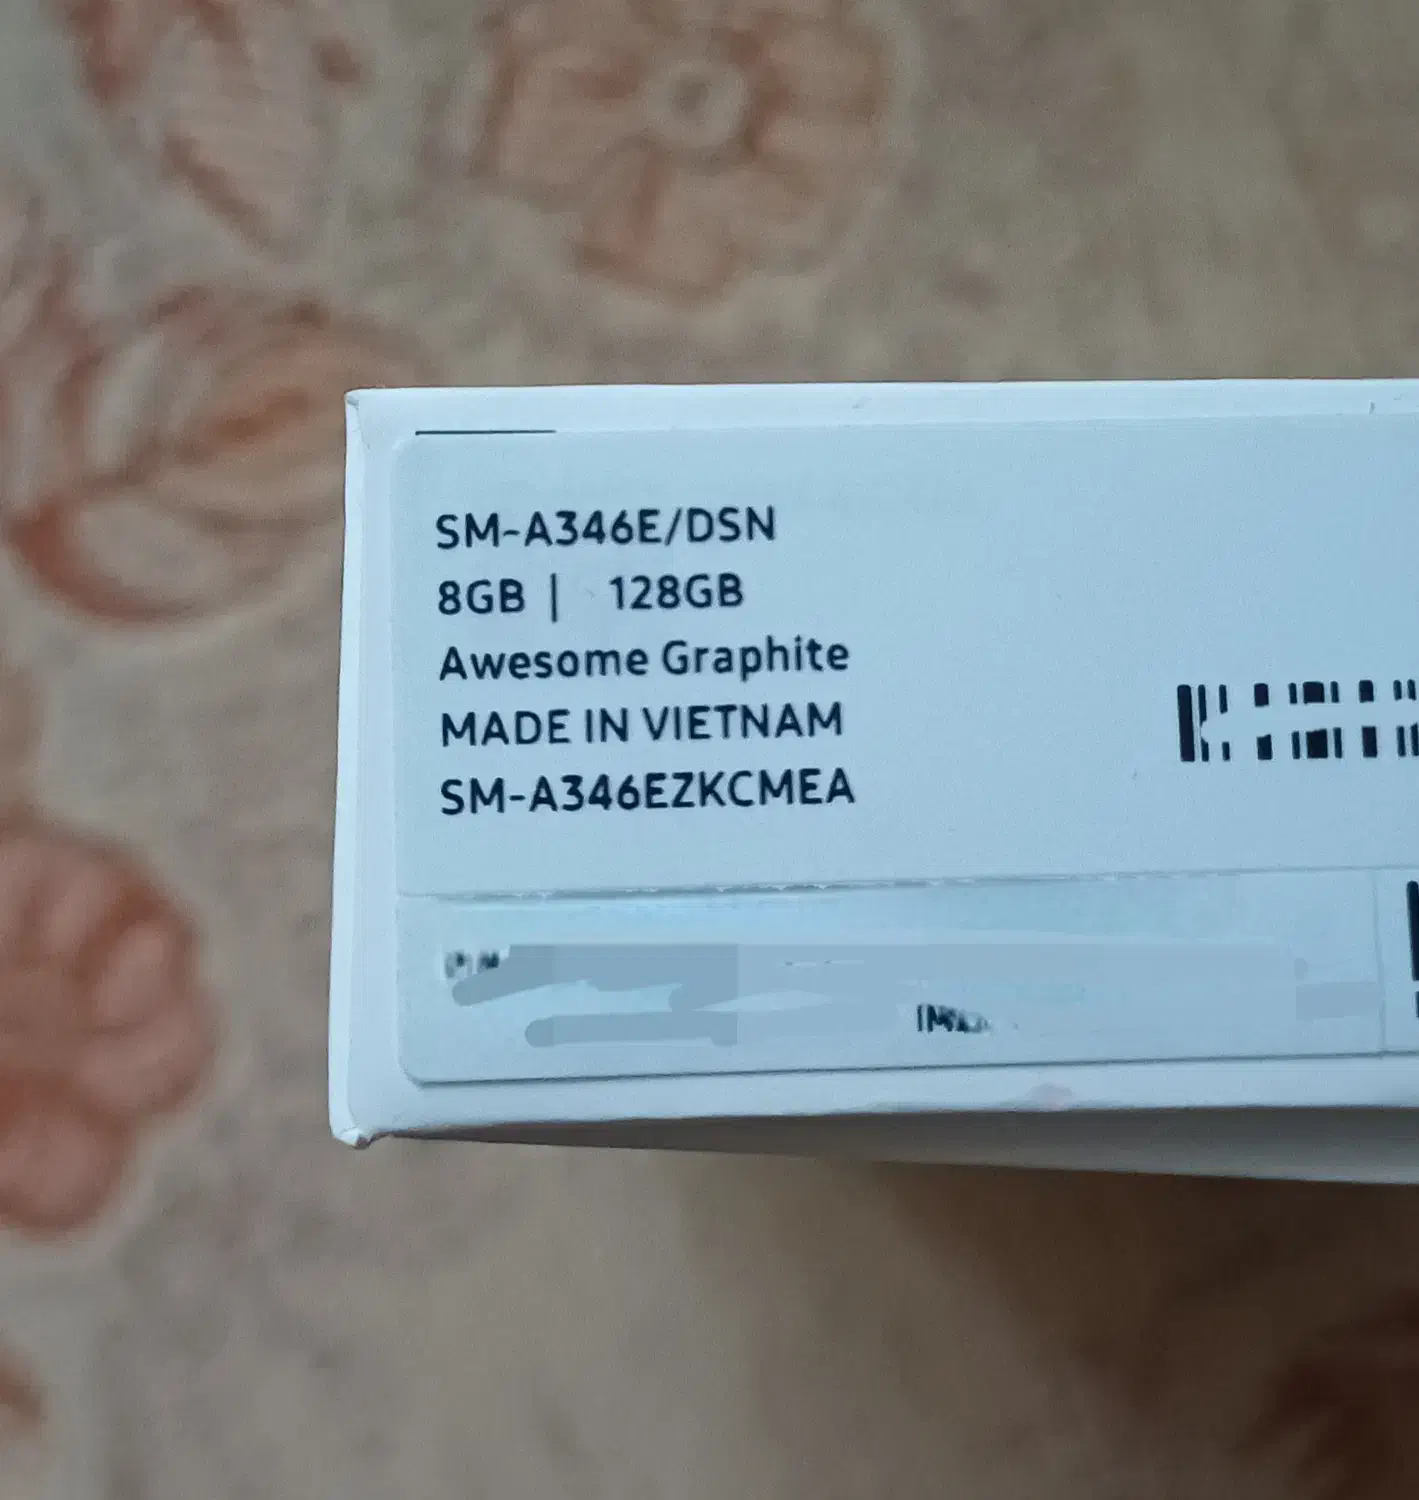 SM-A346E/DSN
8GB | 128GB
Awesome Graphite
MADE IN VIETNAM
SM-A346EZKCMEA